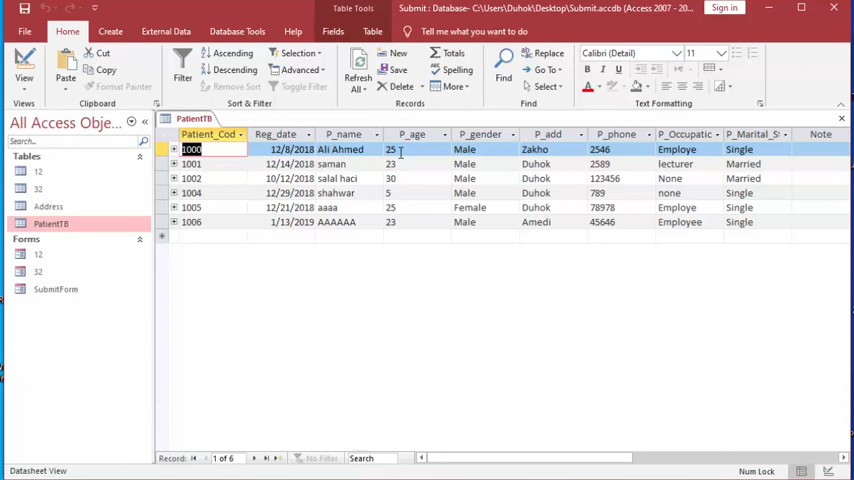 Table Tools
Submit : Database- C:\Users\Duhok\Desktop\Submit.accdb (Access 2007 - 20...
Sign in
File Home Create External Data Database Tools Help Fields Table Tell me what you want to do
View
Views
Paste
Cut
Copy
Format Painter
Clipboard
Filter
Ascending
Descending
Remove Sort
Selection
Advanced
Toggle Filter
Sort & Filter
Refresh All
New
Save
Delete
Totals
Spelling
More
Records
Find
Replace
Go To
Select
Find
Calibri (Detail) 11
B I U
A
Text Formatting
All Access Obje...
Search...
Tables
12
32
Address
PatientTB
Forms
12
32
SubmitForm
PatientTB
Patient_Cod Reg_date P_name P_age P_gender P_add P_phone P_Occupatic P_Marital_St Note
1000 12/8/2018 Ali Ahmed 25 Male Zakho 2546 Employe Single
1001 12/14/2018 saman 23 Male Duhok 2589 lecturer Married
1002 10/12/2018 salal haci 30 Male Duhok 123456 None Married
1004 12/29/2018 shahwar 5 Male Duhok 789 none Single
1005 12/21/2018 aaaa 25 Female Duhok 78978 Employe Single
1006 1/13/2019 AAAAAA 23 Male Amedi 45646 Employee Single
Record: 1 of 6 No Filter Search
Datasheet View
Num Lock